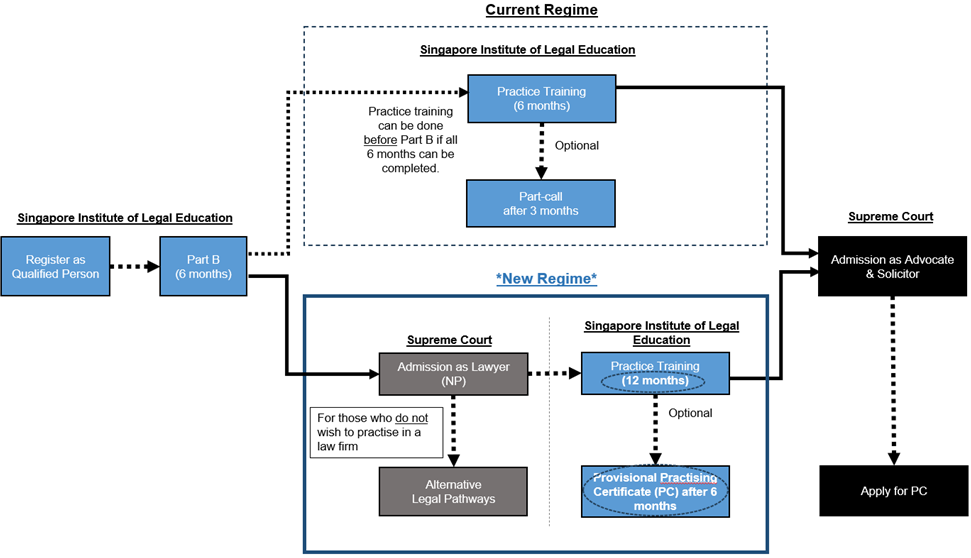 Current Regime
Singapore Institute of Legal Education
Practice Training
(6 months)
Practice training
can be done
before Part B if all
6 months can be
completed.
Optional
Part-call
after 3 months
Singapore Institute of Legal Education
Register as
Qualified Person
Part B
(6 months)
Supreme Court
Admission as Advocate
& Solicitor
*New Regime*
Supreme Court
Admission as Lawyer
(NP)
Singapore Institute of Legal
Education
Practice Training
(12 months)
For those who do not
wish to practise in a
law firm
Optional
Alternative
Legal Pathways
Provisional Practising
Certificate (PC) after 6
months
Apply for PC